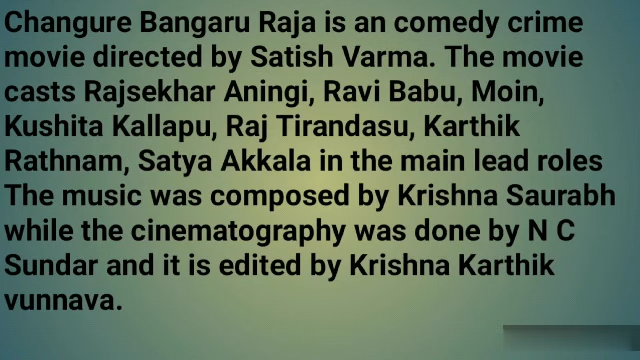 Changure Bangaru Raja is an comedy crime
movie directed by Satish Varma. The movie
casts Rajsekhar Aningi, Ravi Babu, Moin,
Kushita Kallapu, Raj Tirandasu, Karthik
Rathnam, Satya Akkala in the main lead roles
The music was composed by Krishna Saurabh
while the cinematography was done by N C
Sundar and it is edited by Krishna Karthik
vunnava.